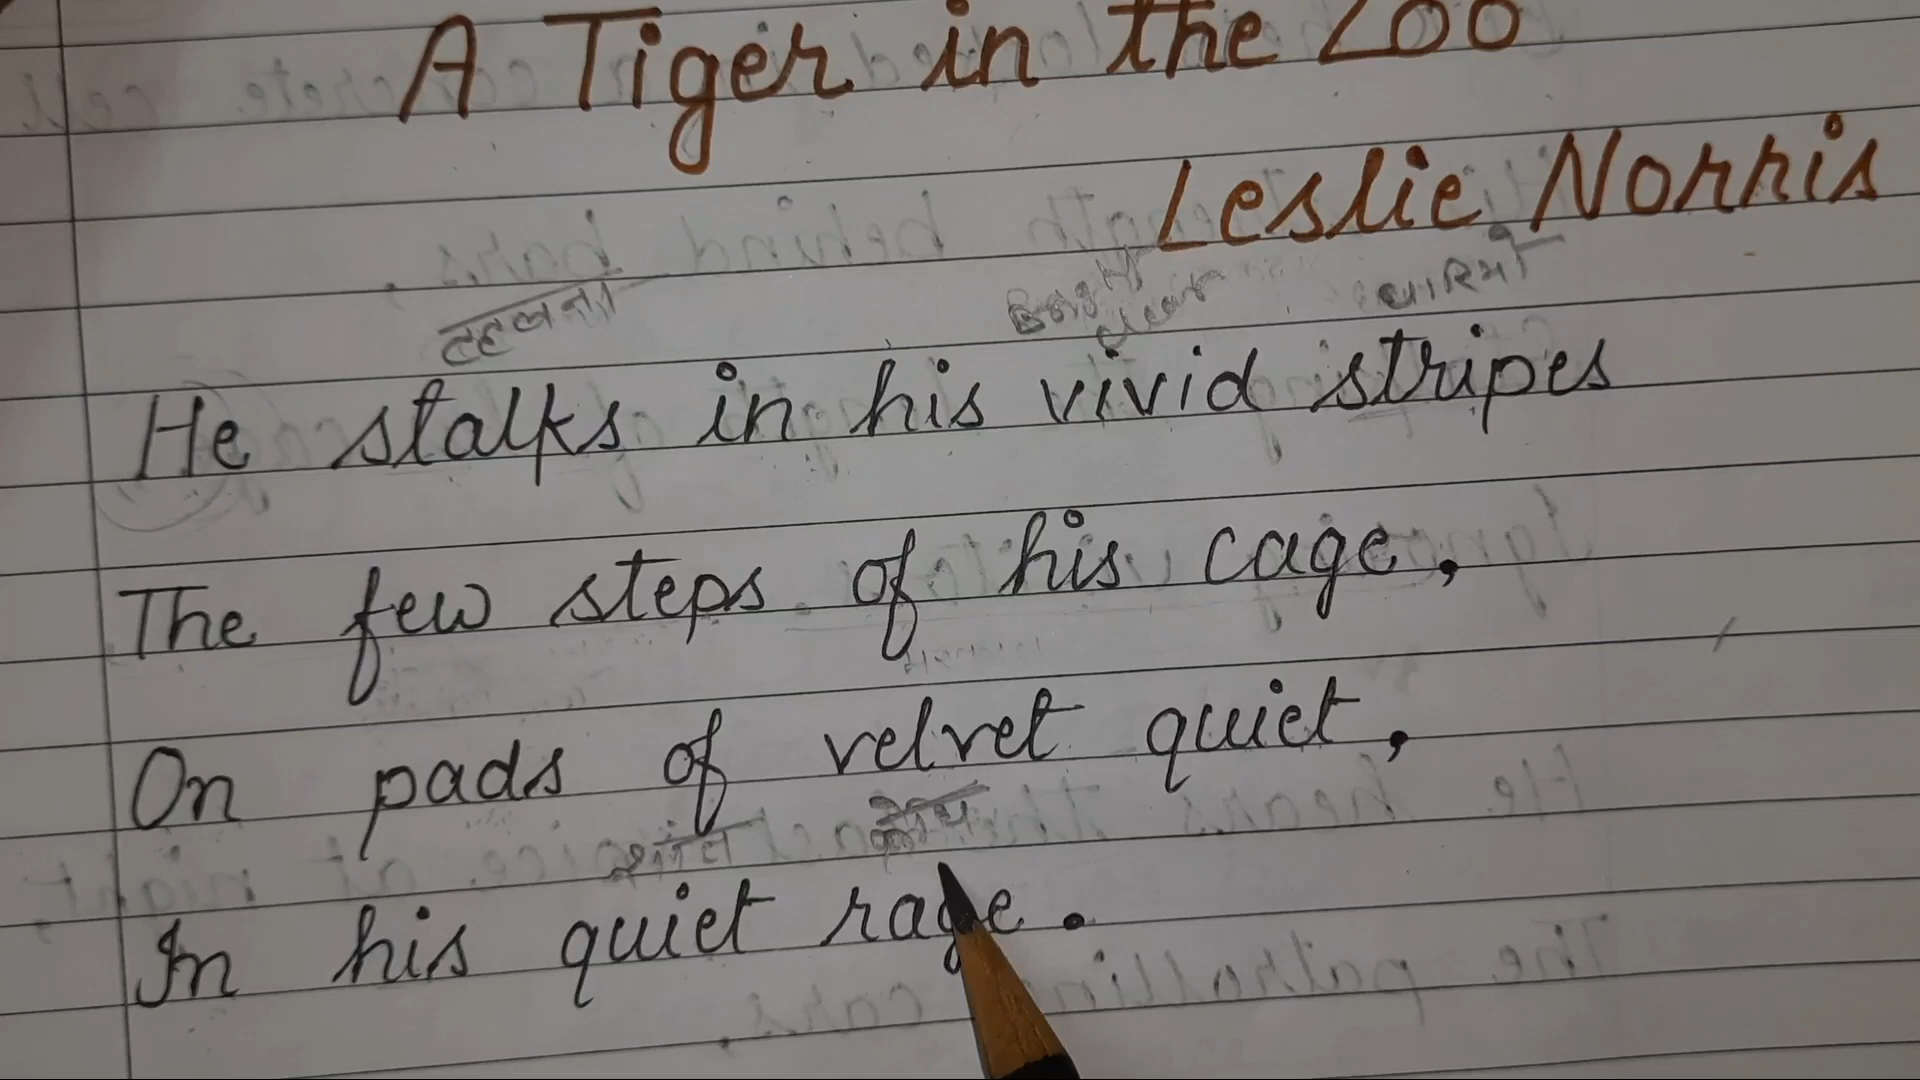 A Tiger in the Zoo
Leslie Norris
टहलना धारियों
He stalks in his vivid stripes
The few steps of his cage,
On pads of velvet quiet,
शांत क्रोध
In his quiet rage.